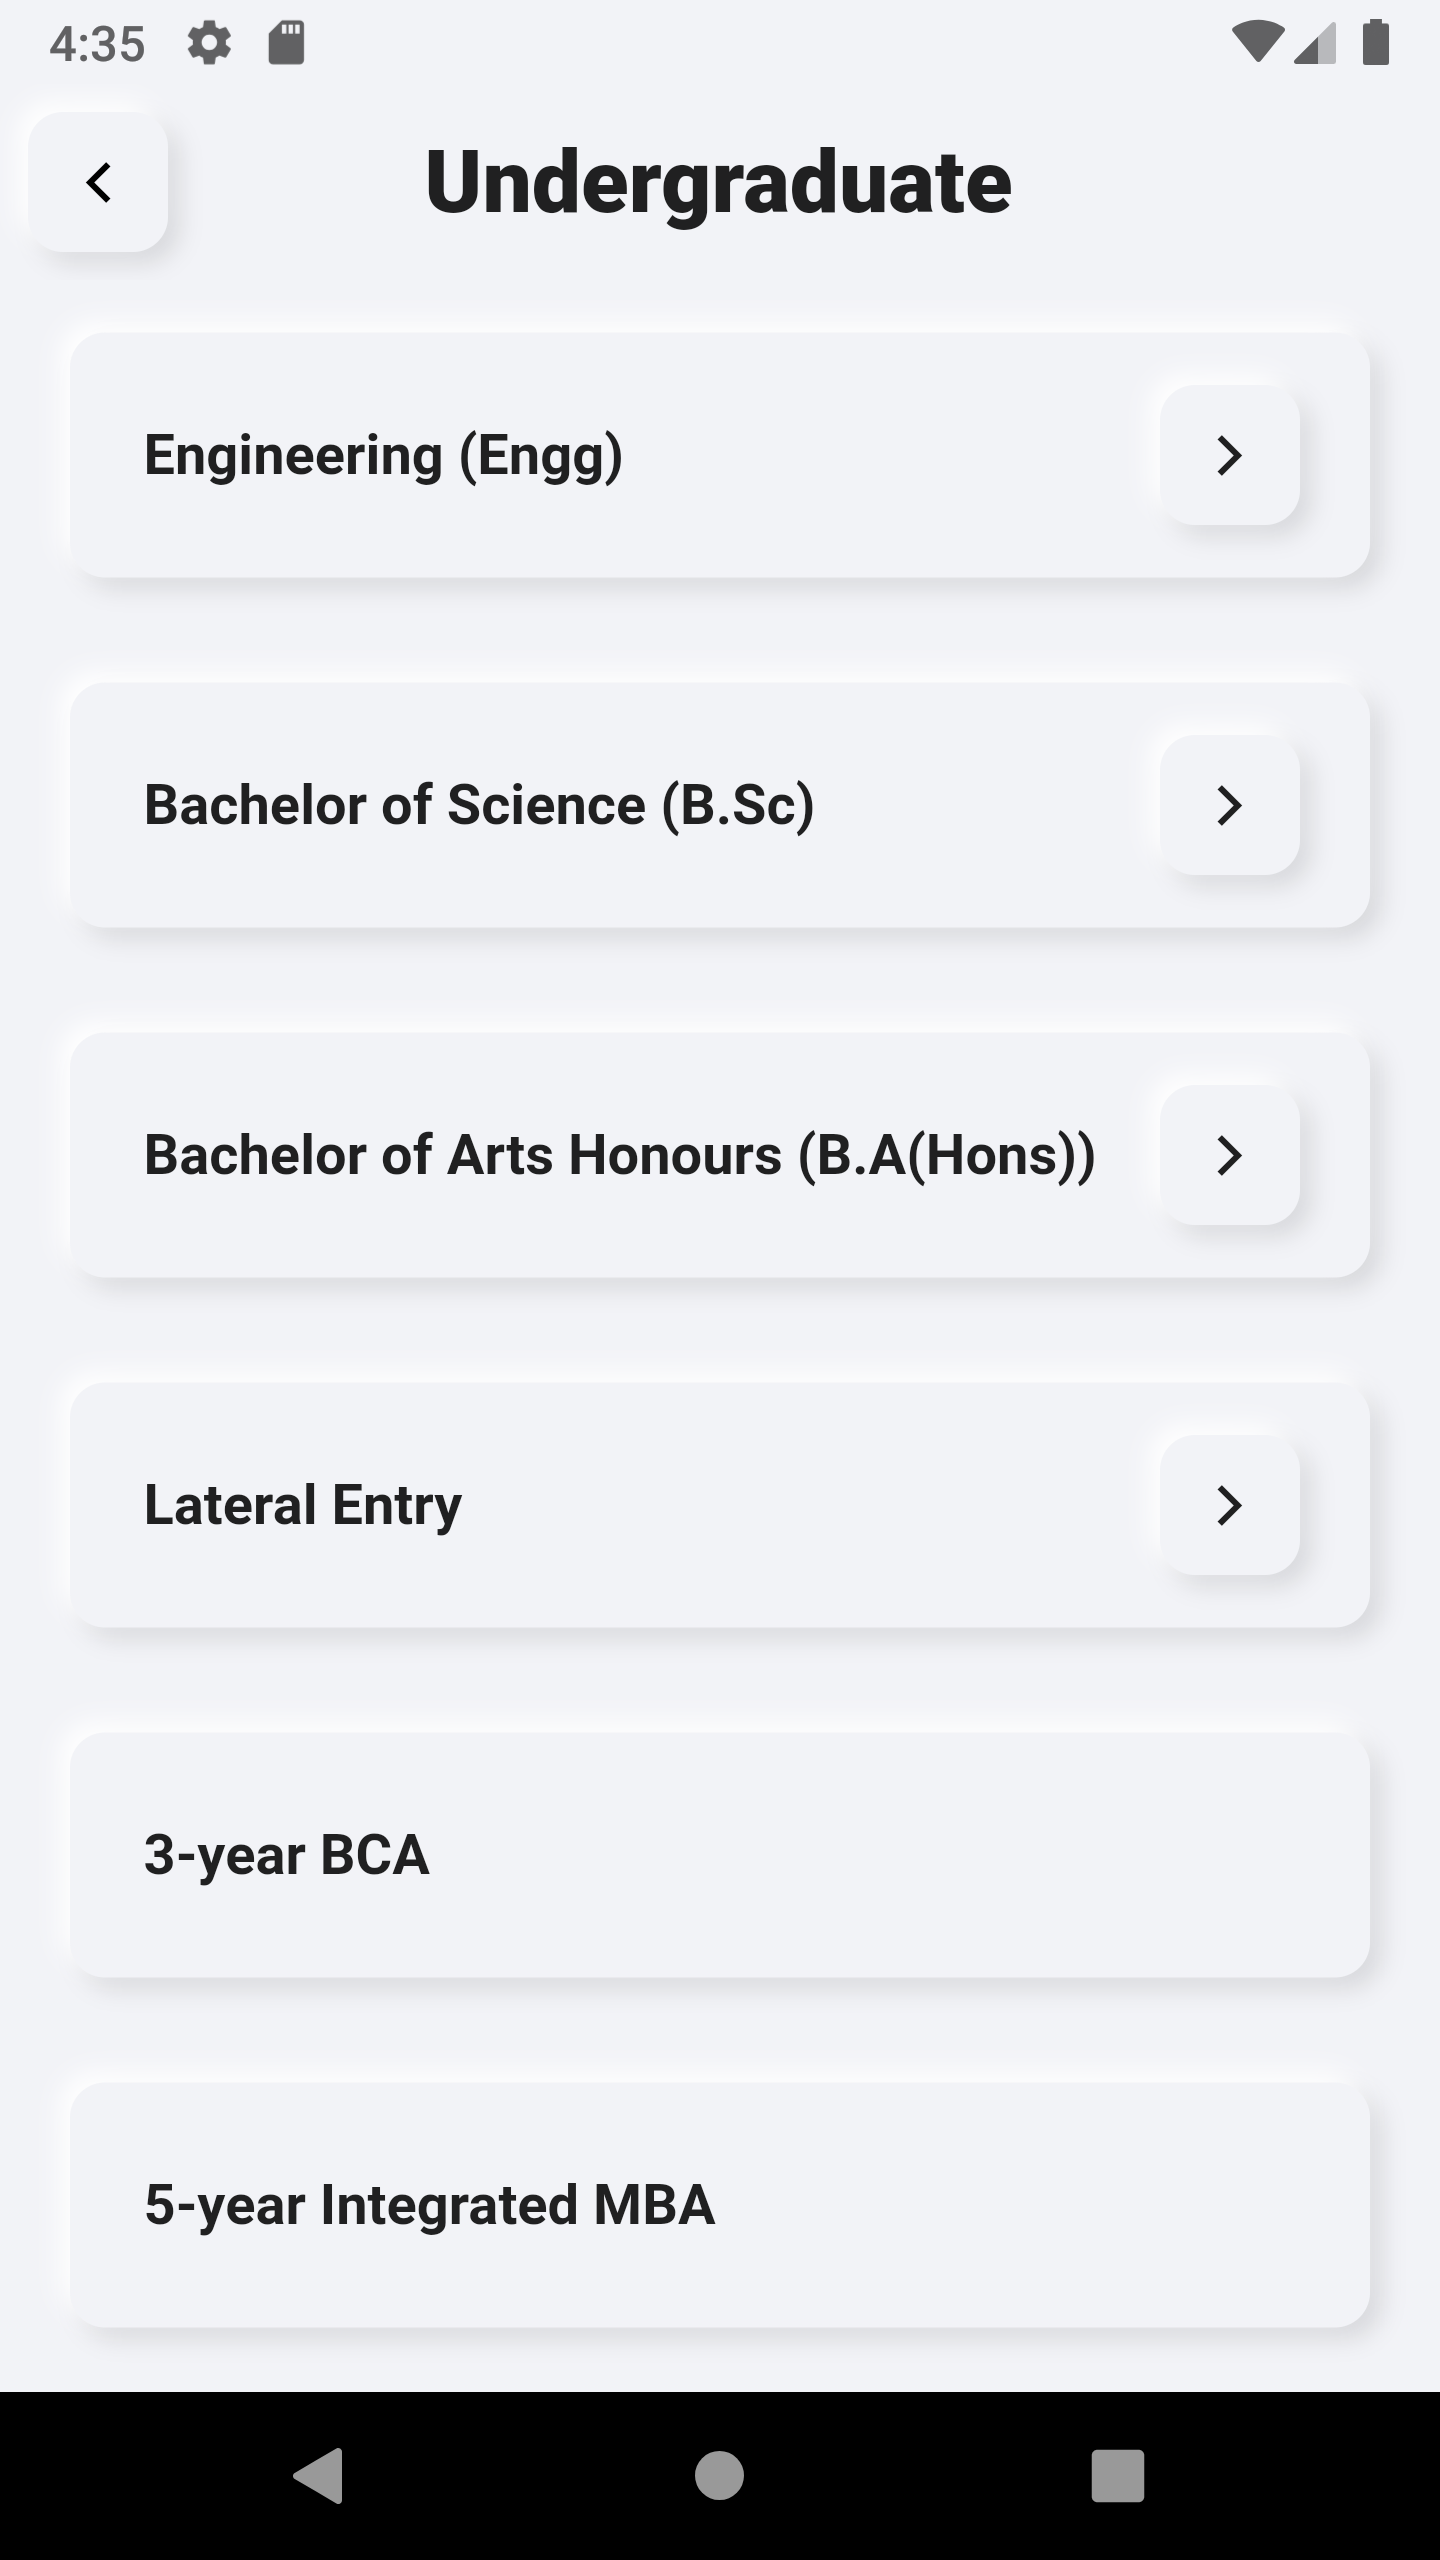 4:35
Undergraduate
Engineering (Engg)
Bachelor of Science (B.Sc)
Bachelor of Arts Honours (B.A(Hons))
Lateral Entry
3-year BCA
5-year Integrated MBA